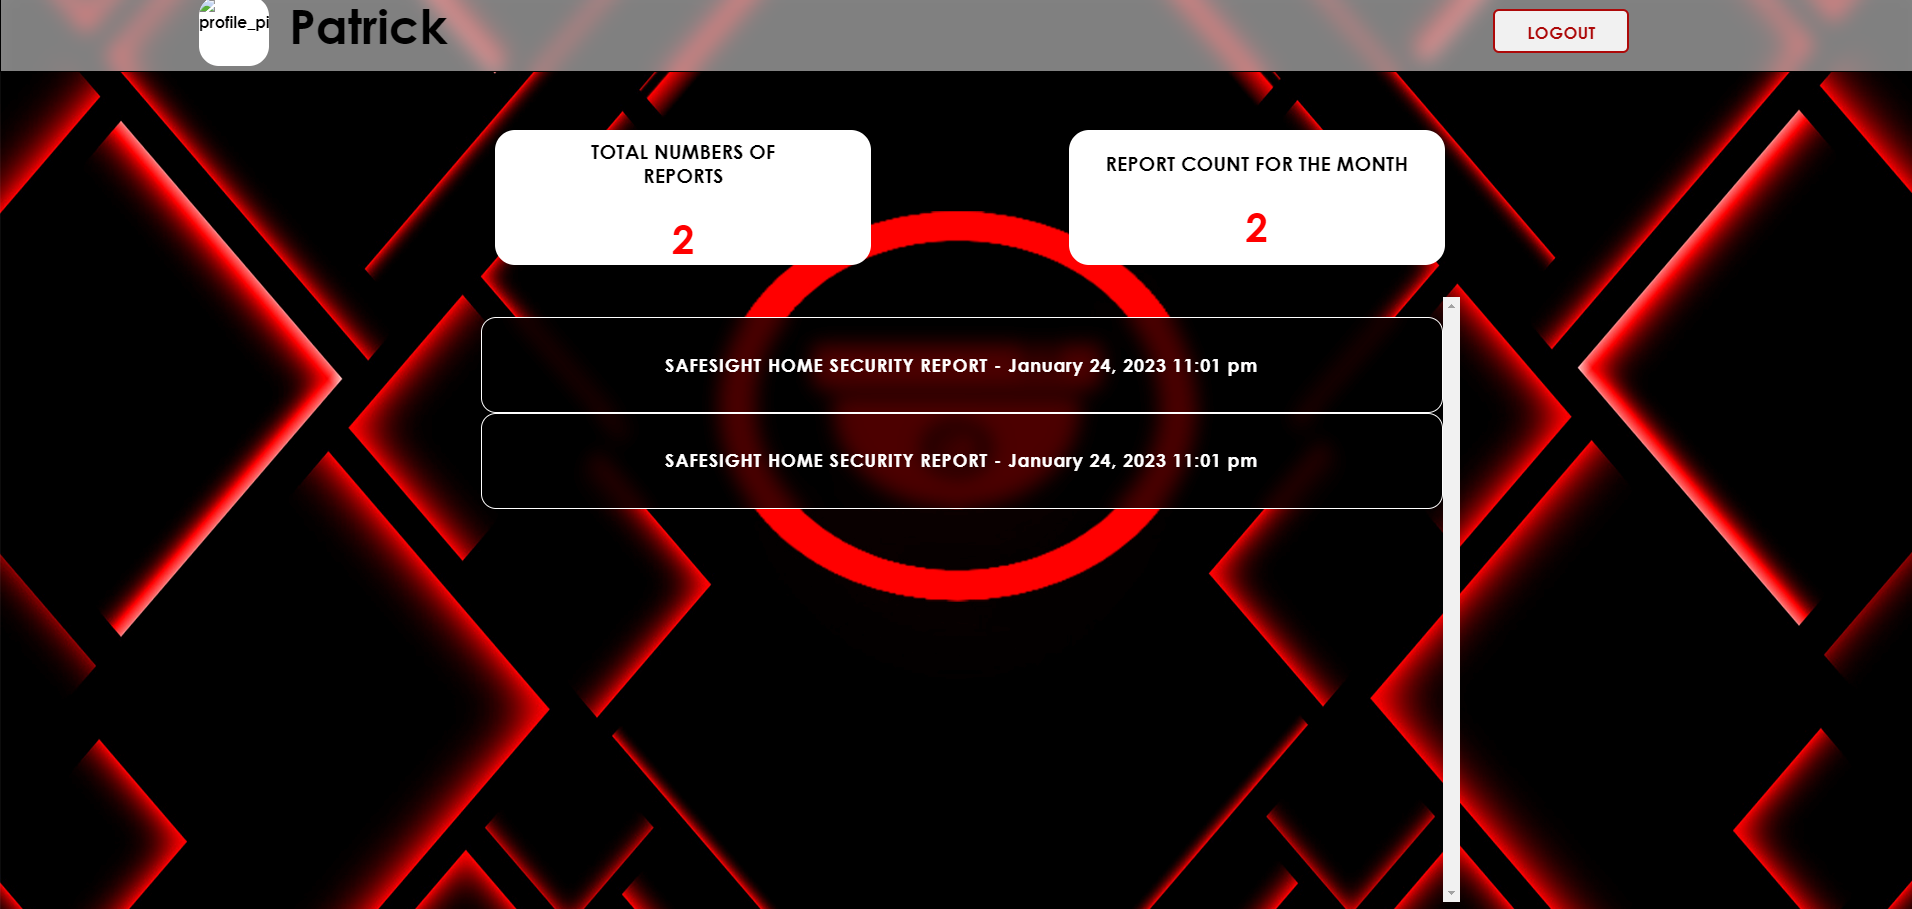 profile_pi
Patrick
LOGOUT
TOTAL NUMBERS OF
REPORTS
2
REPORT COUNT FOR THE MONTH
2
SAFESIGHT HOME SECURITY REPORT - January 24, 2023 11:01 pm
SAFESIGHT HOME SECURITY REPORT - January 24, 2023 11:01 pm